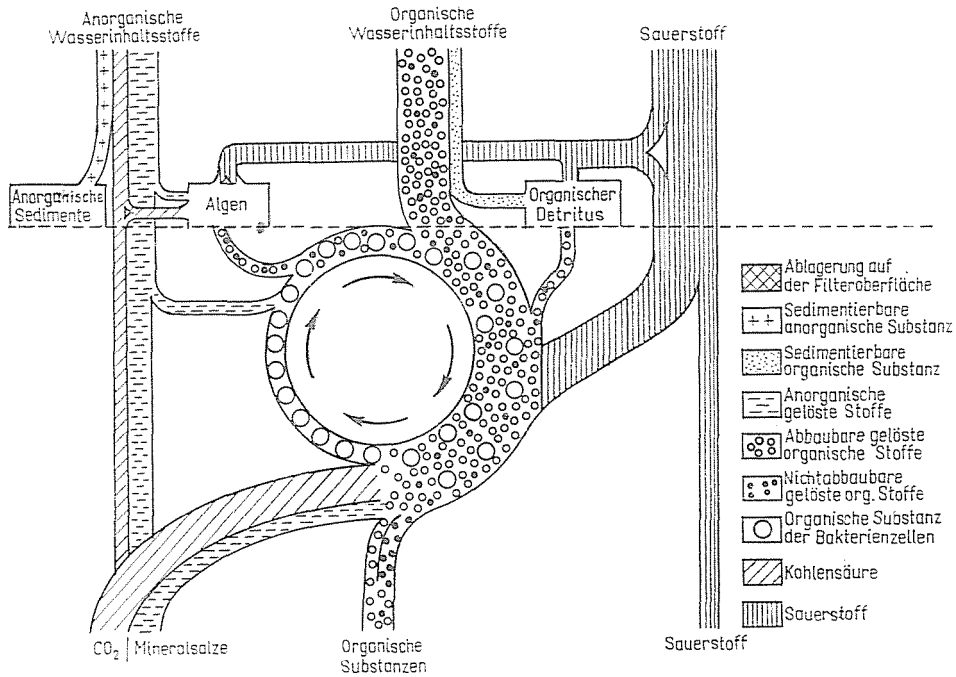 Anorganische
Wasserinhaltsstoffe
Organische
Wasserinhaltsstoffe
Sauerstoff
Anorganische
Sedimente
Algen
Organischer
Detritus
Ablagerung auf
der Filteroberfläche
Sedimentierbare
anorganische Substanz
Sedimentierbare
organische Substanz
Anorganische
gelöste Stoffe
Abbaubare gelöste
organische Stoffe
Nichtabbaubare
gelöste org. Stoffe
Organische Substanz
der Bakterienzellen
Kohlensäure
Sauerstoff
CO₂ | Mineralsalze
Organische
Substanzen
Sauerstoff